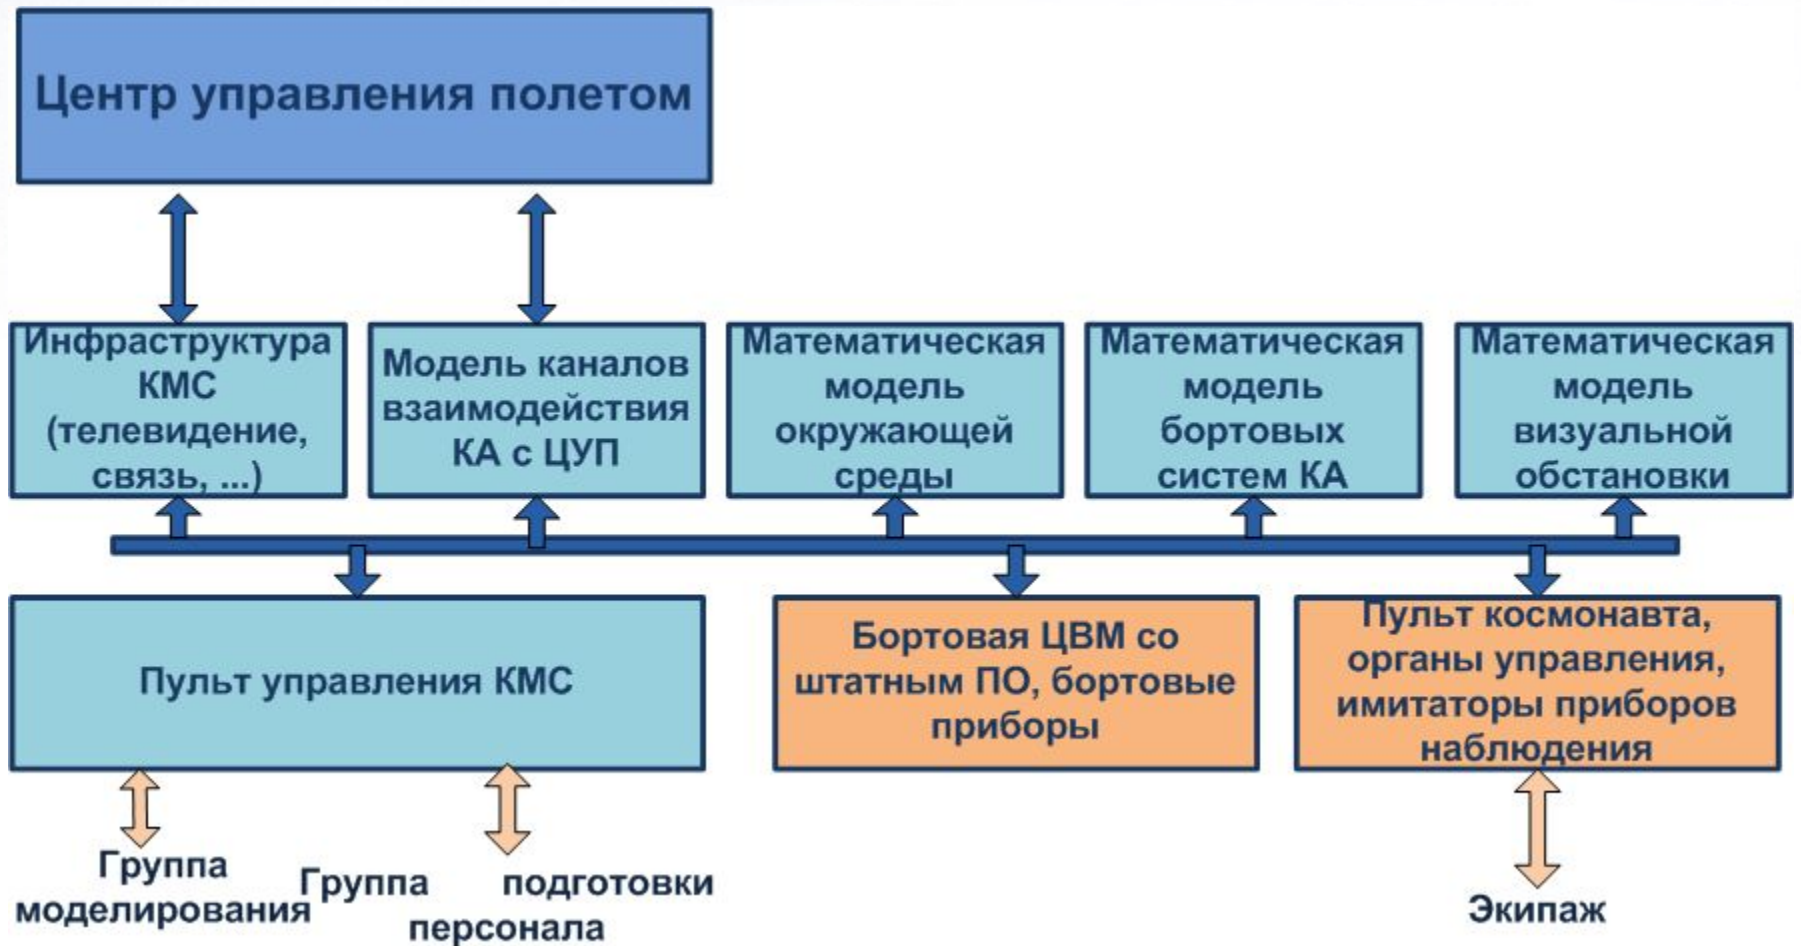 Центр управления полетом
Инфраструктура
КМС
(телевидение,
связь, ...)
Модель каналов
взаимодействия
КА с ЦУП
Математическая
модель
окружающей
среды
Математическая
модель
бортовых
систем КА
Математическая
модель
визуальной
обстановки
Пульт управления КМС
Бортовая ЦВМ со
штатным ПО, бортовые
приборы
Пульт космонавта,
органы управления,
имитаторы приборов
наблюдения
Группа
моделирования
Группа подготовки
персонала
Экипаж